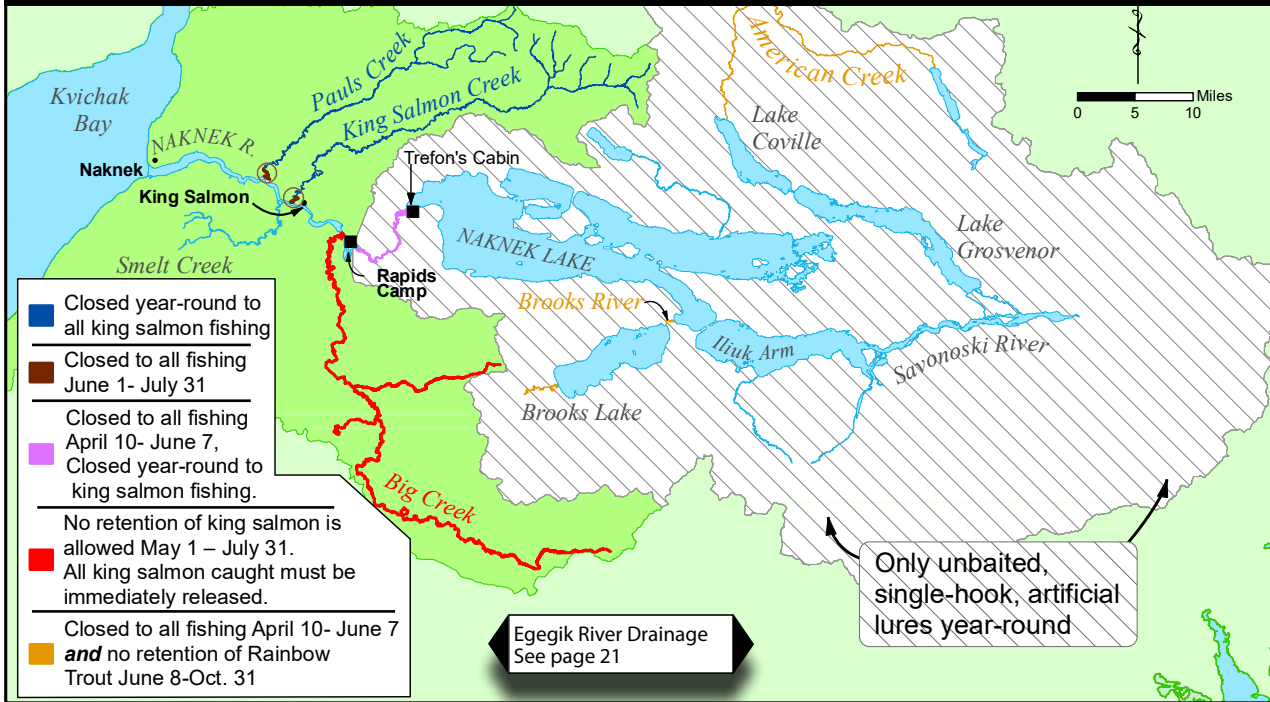 Kvichak
Bay
NAKNEK R.
Naknek
King Salmon
Smelt Creek
Pauls Creek
King Salmon Creek
Trefon's Cabin
Rapids
Camp
NAKNEK LAKE
American Creek
Lake
Coville
Lake
Grosvenor
Miles
0 5 10
Brooks River
Iliuk Arm
Savonoski River
Brooks Lake
Big Creek
Closed year-round to
all king salmon fishing
Closed to all fishing
June 1- July 31
Closed to all fishing
April 10- June 7,
Closed year-round to
king salmon fishing.
No retention of king salmon is
allowed May 1 – July 31.
All king salmon caught must be
immediately released.
Closed to all fishing April 10- June 7
and no retention of Rainbow
Trout June 8-Oct. 31
Egegik River Drainage
See page 21
Only unbaited,
single-hook, artificial
lures year-round